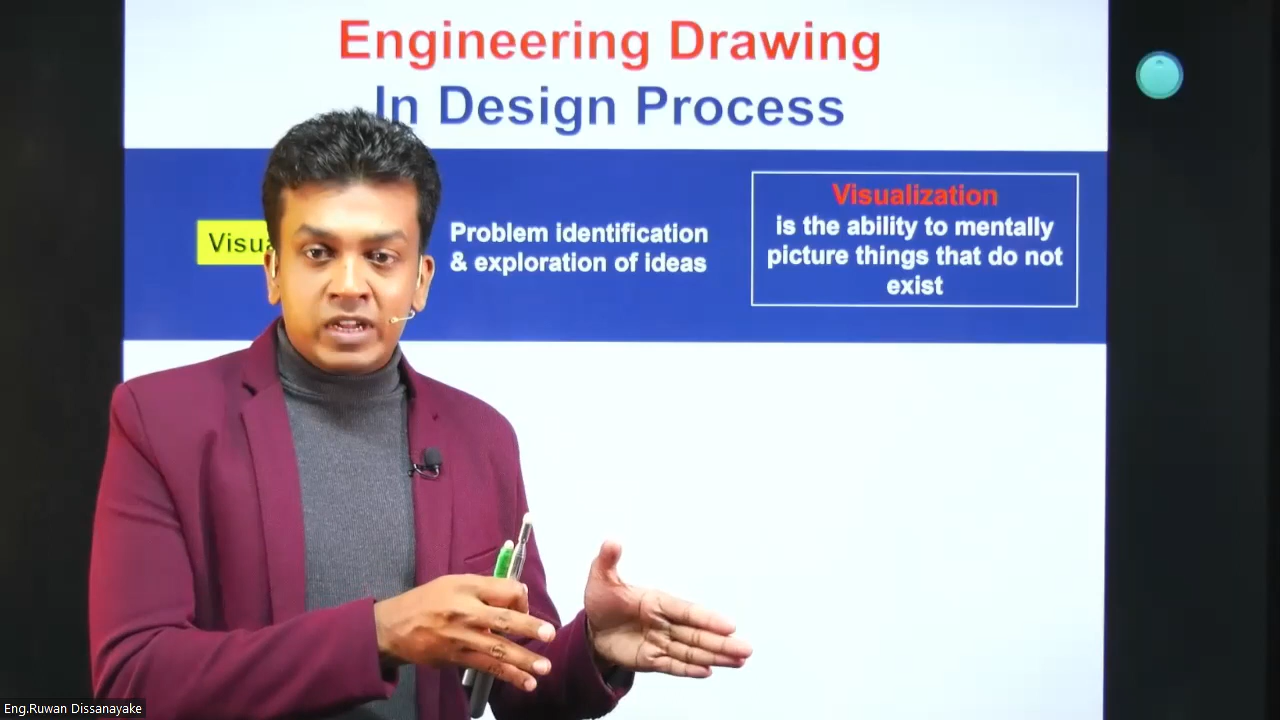 Engineering Drawing
In Design Process
Problem identification
& exploration of ideas
Visualization
is the ability to mentally
picture things that do not
exist
Eng.Ruwan Dissanayake